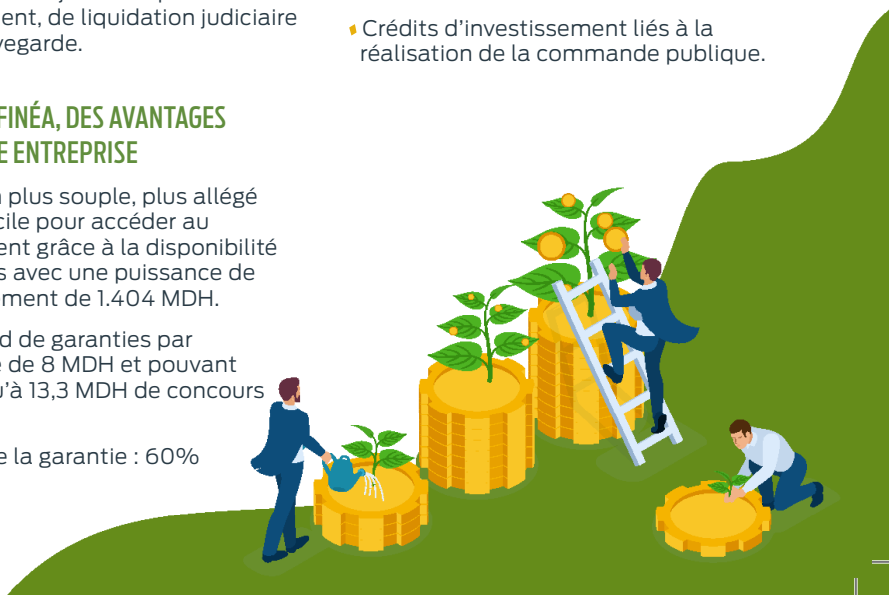 ent, de liquidation judiciaire
vegarde.
FINÉA, DES AVANTAGES
E ENTREPRISE
plus souple, plus allégé
cile pour accéder au
ent grâce à la disponibilité
s avec une puissance de
ement de 1.404 MDH.
d de garanties par
e de 8 MDH et pouvant
u'à 13,3 MDH de concours
e la garantie : 60%
Crédits d'investissement liés à la
réalisation de la commande publique.